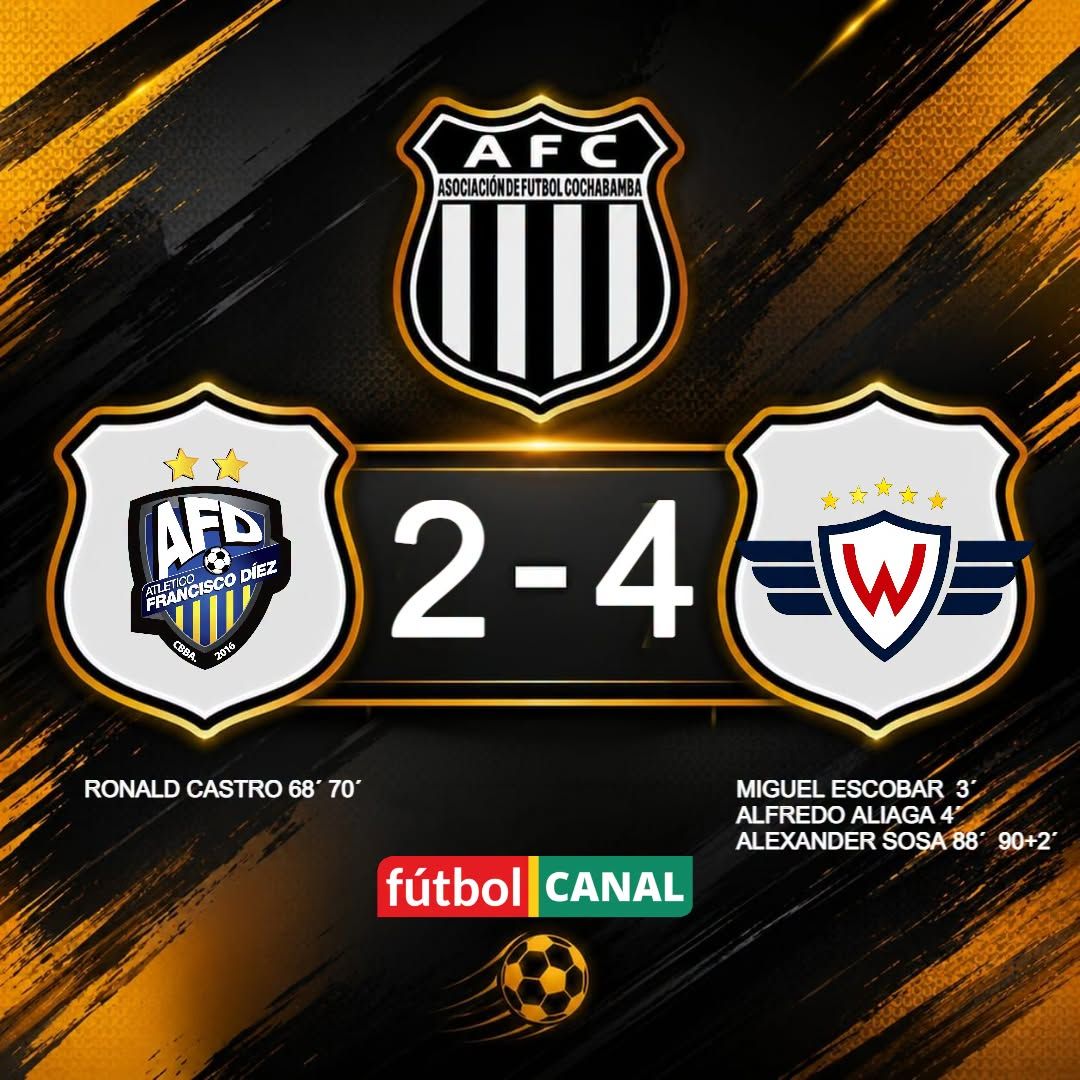 AFC
ASOCIACIÓN DE FUTBOL COCHABAMBA
AFD
ATLETICO
FRANCISCO DÍEZ
CBBA. 2016
2-4
W
RONALD CASTRO 68´ 70´
MIGUEL ESCOBAR 3´
ALFREDO ALIAGA 4´
ALEXANDER SOSA 88´ 90+2´
fútbol CANAL